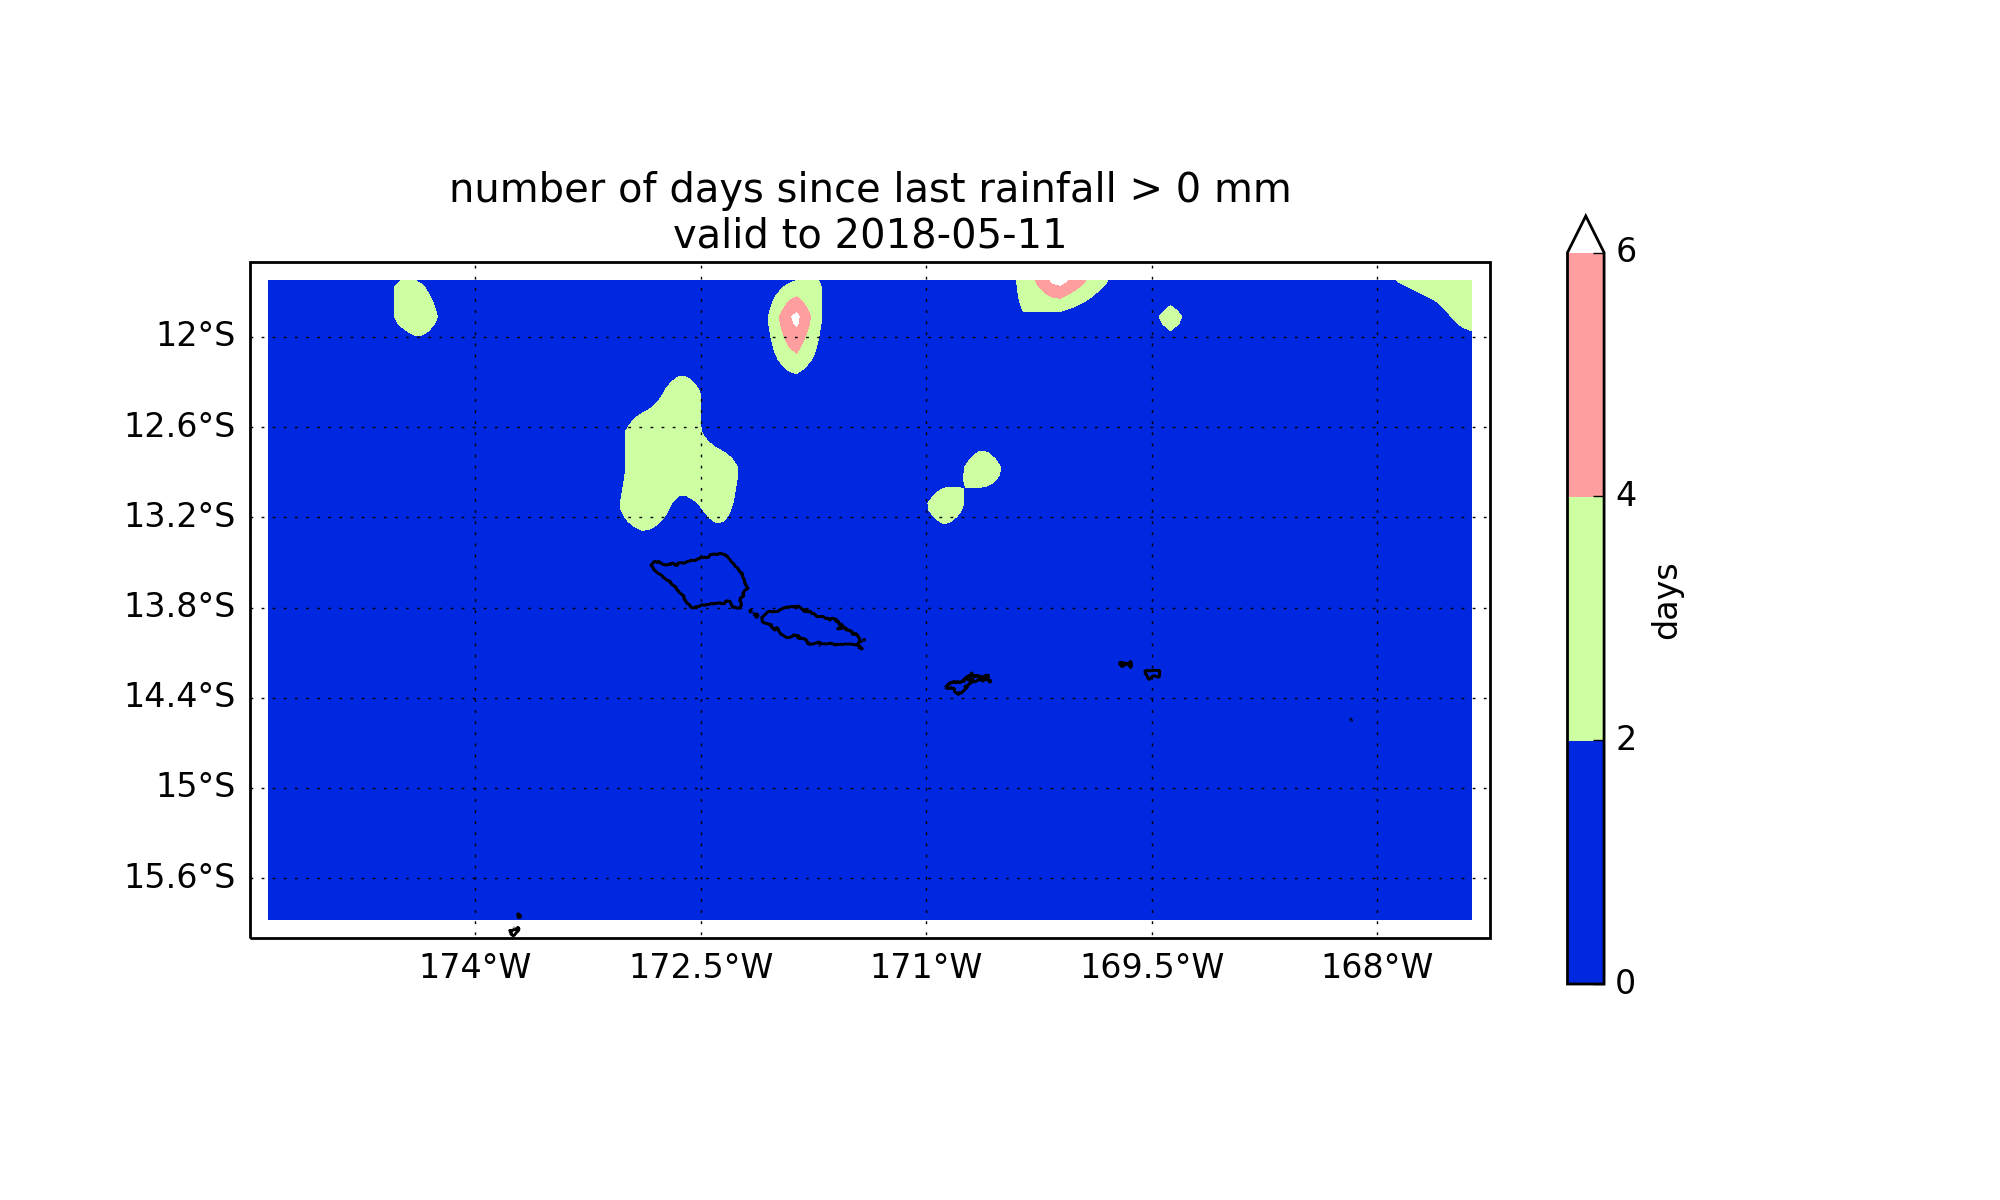 number of days since last rainfall > 0 mm
valid to 2018-05-11
12°S
12.6°S
13.2°S
13.8°S
14.4°S
15°S
15.6°S
174°W 172.5°W 171°W 169.5°W 168°W
6
4
2
0
days